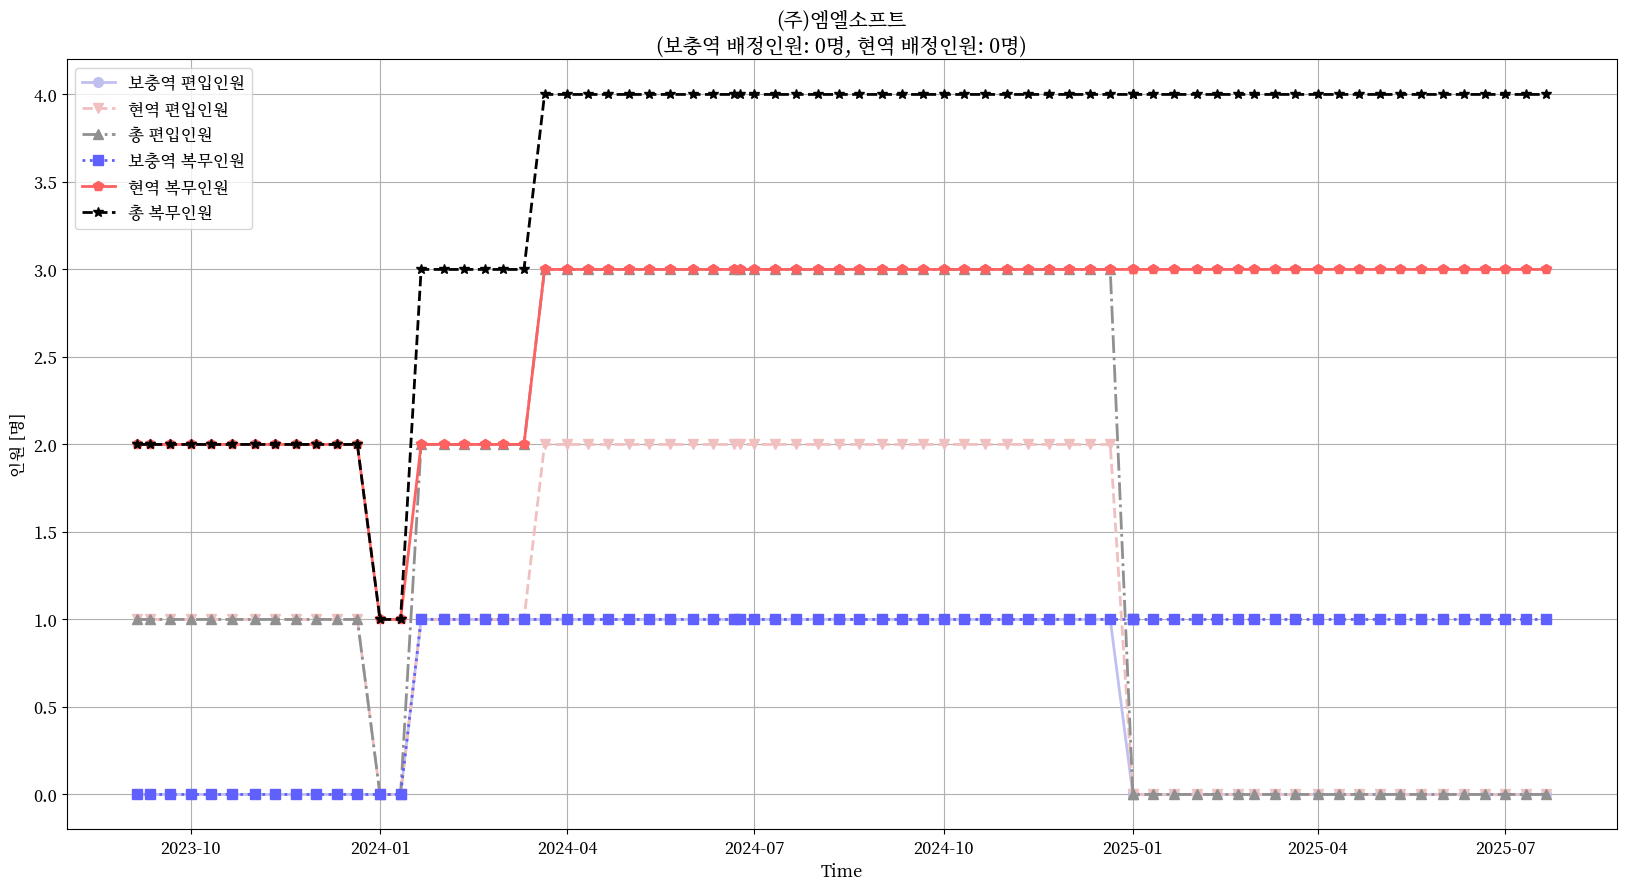 (주)엠엘소프트
(보충역 배정인원: 0명, 현역 배정인원: 0명)
보충역 편입인원
현역 편입인원
총 편입인원
보충역 복무인원
현역 복무인원
총 복무인원
4.0
3.5
3.0
2.5
2.0
1.5
1.0
0.5
0.0
인원 [명]
2023-10 2024-01 2024-04 2024-07 2024-10 2025-01 2025-04 2025-07
Time